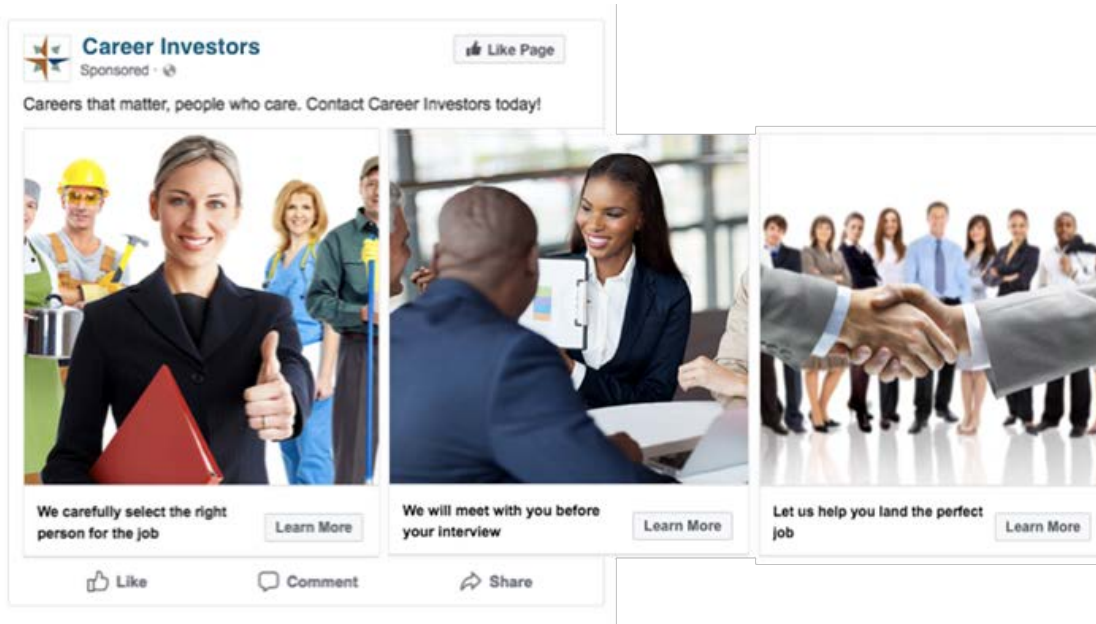 Career Investors
Like Page
Sponsored ·
Careers that matter, people who care. Contact Career Investors today!
We carefully select the right
person for the job
Learn More
We will meet with you before
your interview
Learn More
Let us help you land the perfect
job
Learn More
Like
Comment
Share